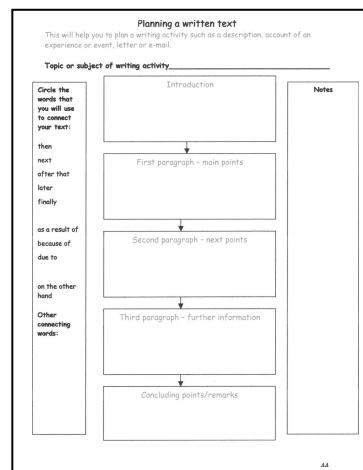 Planning a written text
This will help you to plan a writing activity such as a description, account of an
experience or event, letter or e-mail.
Topic or subject of writing activity
Circle the
words that
you will use
to connect
your text:
then
next
after that
later
finally
as a result of
because of
due to
on the other
hand
Other
connecting
words:
Introduction
First paragraph – main points
Second paragraph – next points
Third paragraph – further information
Concluding points/remarks
Notes
44